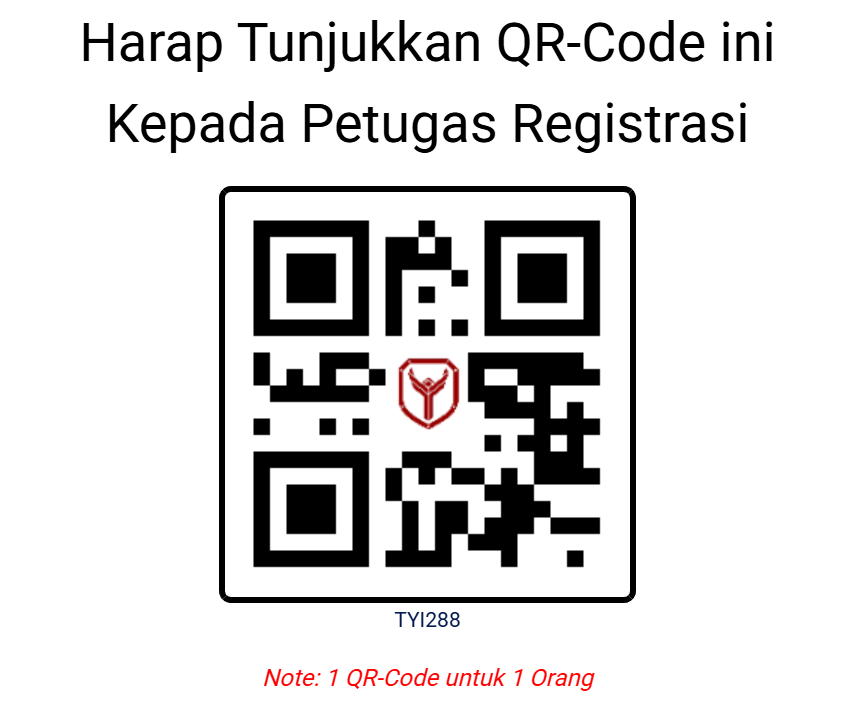 Harap Tunjukkan QR-Code ini
Kepada Petugas Registrasi
TYI288
Note: 1 QR-Code untuk 1 Orang